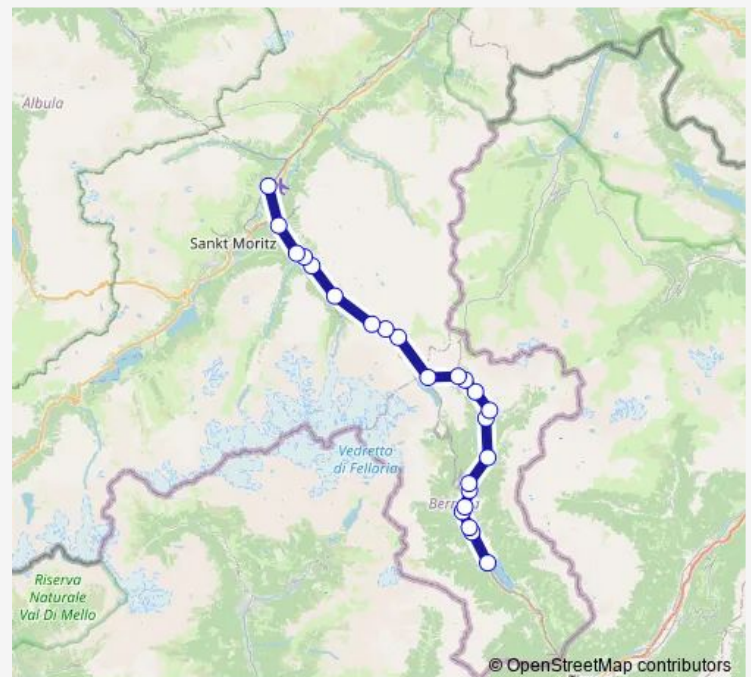 Albula
Sankt Moritz
Vedretta
di Fellaria
Riserva
Naturale
Val Di Mello
© OpenStreetMap contributors